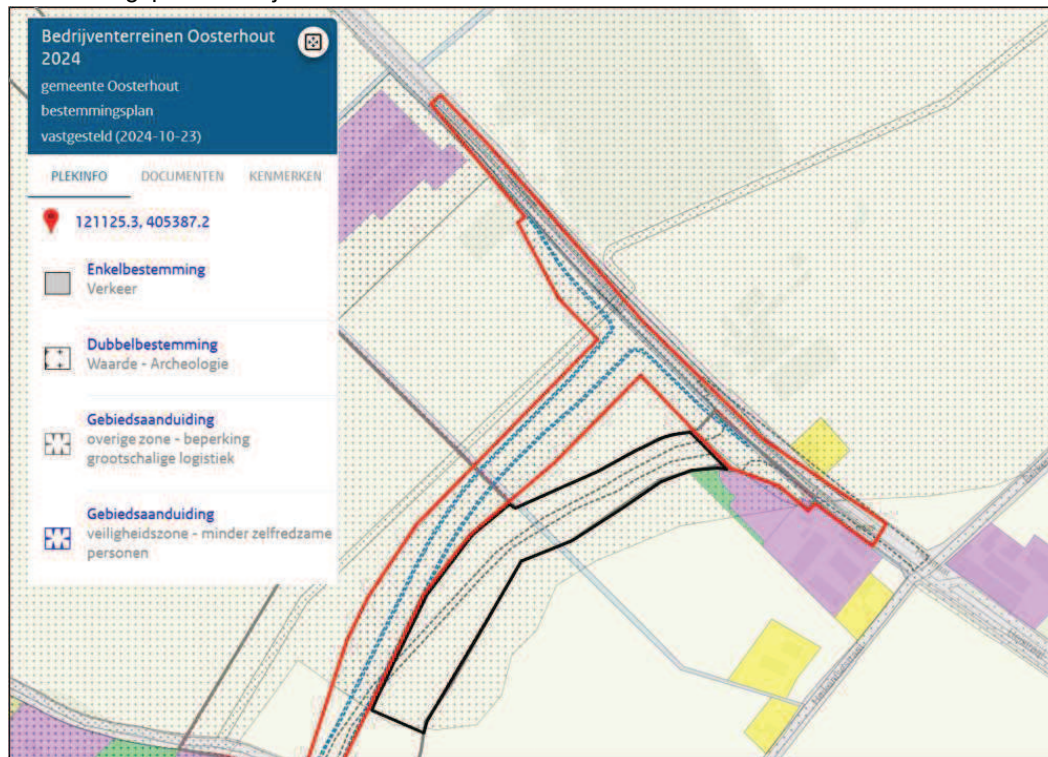 Bedrijventerreinen Oosterhout
2024
gemeente Oosterhout
bestemmingsplan
vastgesteld (2024-10-23)
PLEKINFO DOCUMENTEN KENMERKEN
121125.3, 405387.2
Enkelbestemming
Verkeer
Dubbelbestemming
Waarde - Archeologie
Gebiedsaanduiding
overige zone - beperking
grootschalige logistiek
Gebiedsaanduiding
veiligheidszone - minder zelfredzame
personen